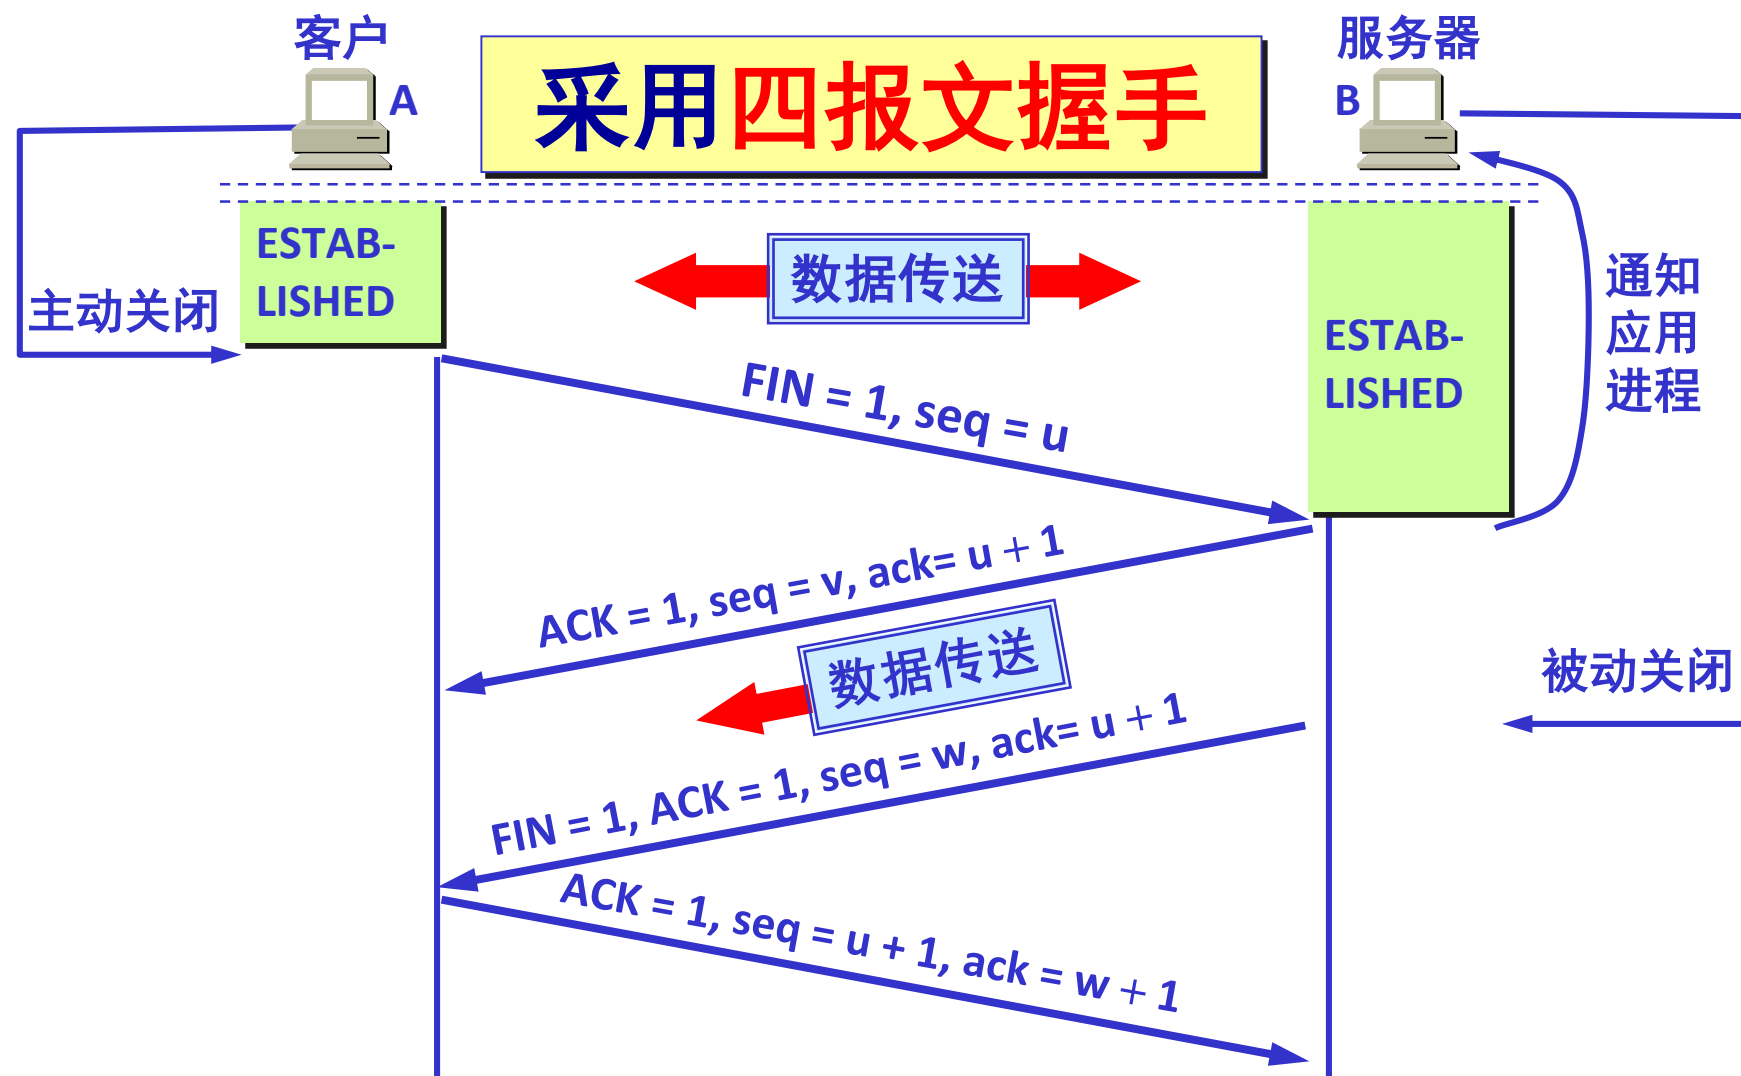 客户
服务器
A
采用四报文握手
B
ESTAB-
LISHED
数据传送
主动关闭
通知
应用
进程
ESTAB-
LISHED
FIN = 1, seq = u
ACK = 1, seq = v, ack= u + 1
数据传送
被动关闭
FIN = 1, ACK = 1, seq = w, ack= u + 1
ACK = 1, seq = u + 1, ack = w + 1